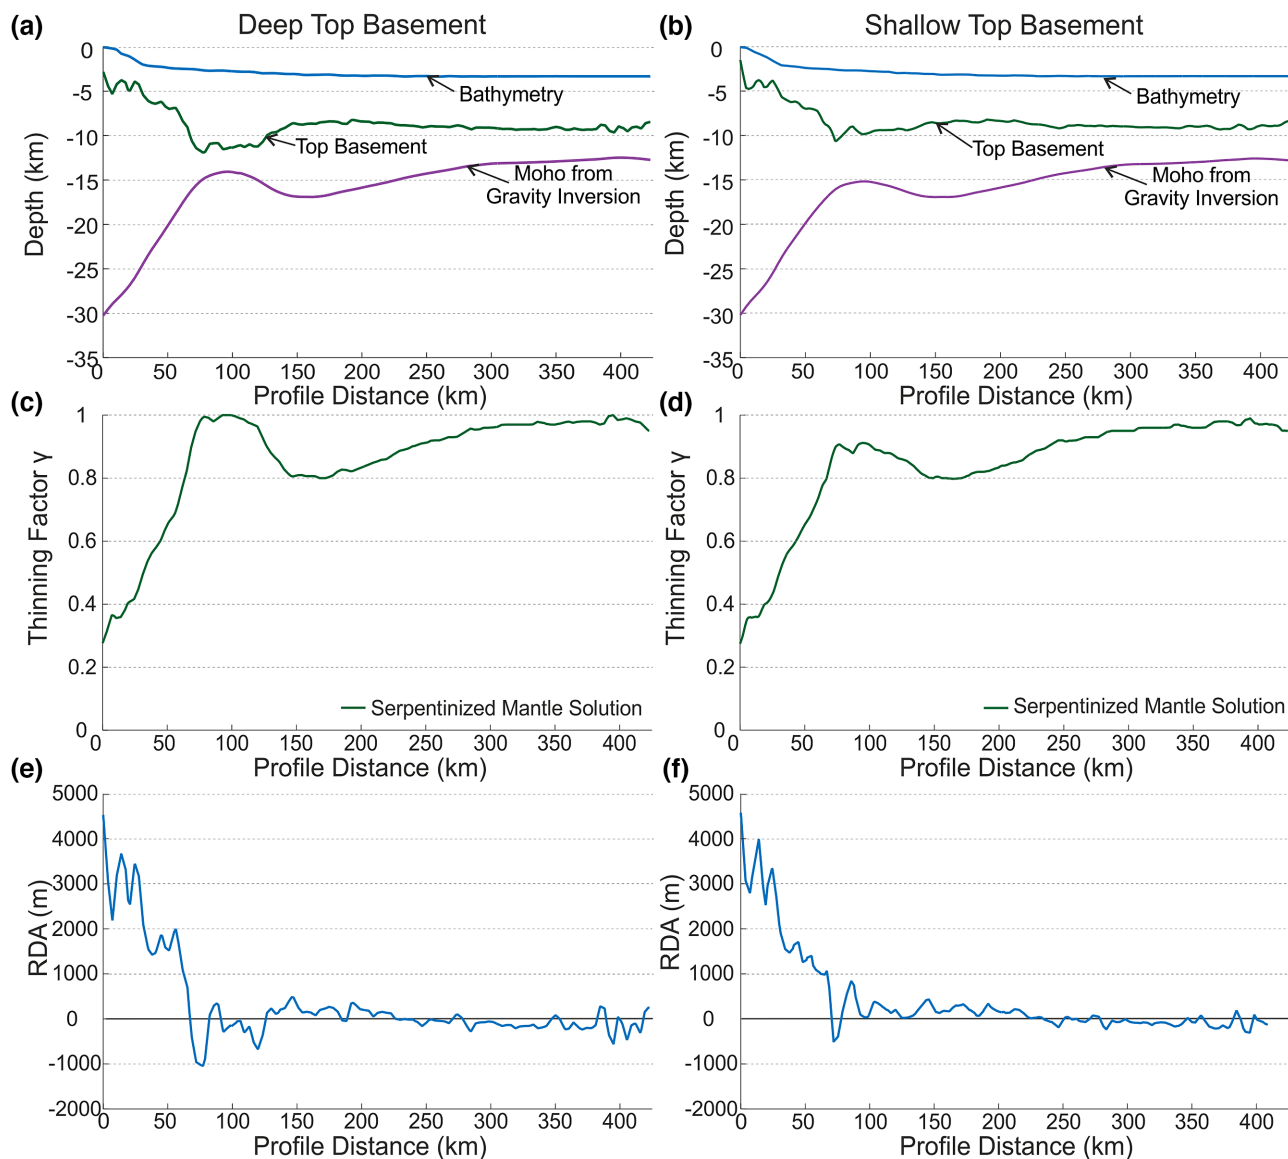 (a) Deep Top Basement
0
-5
-10
-15
-20
-25
-30
-35
Depth (km)
Bathymetry
Top Basement
Moho from
Gravity Inversion
0 50 100 150 200 250 300 350 400
Profile Distance (km)
(b) Shallow Top Basement
0
-5
-10
-15
-20
-25
-30
-35
Depth (km)
Bathymetry
Top Basement
Moho from
Gravity Inversion
0 50 100 150 200 250 300 350 400
Profile Distance (km)
(c)
1
0.8
0.6
0.4
0.2
0
Thinning Factor γ
Serpentinized Mantle Solution
0 50 100 150 200 250 300 350 400
Profile Distance (km)
(d)
1
0.8
0.6
0.4
0.2
0
Thinning Factor γ
Serpentinized Mantle Solution
0 50 100 150 200 250 300 350 400
Profile Distance (km)
(e)
5000
4000
3000
2000
1000
0
-1000
-2000
RDA (m)
0 50 100 150 200 250 300 350 400
Profile Distance (km)
(f)
5000
4000
3000
2000
1000
0
-1000
-2000
RDA (m)
0 50 100 150 200 250 300 350 400
Profile Distance (km)